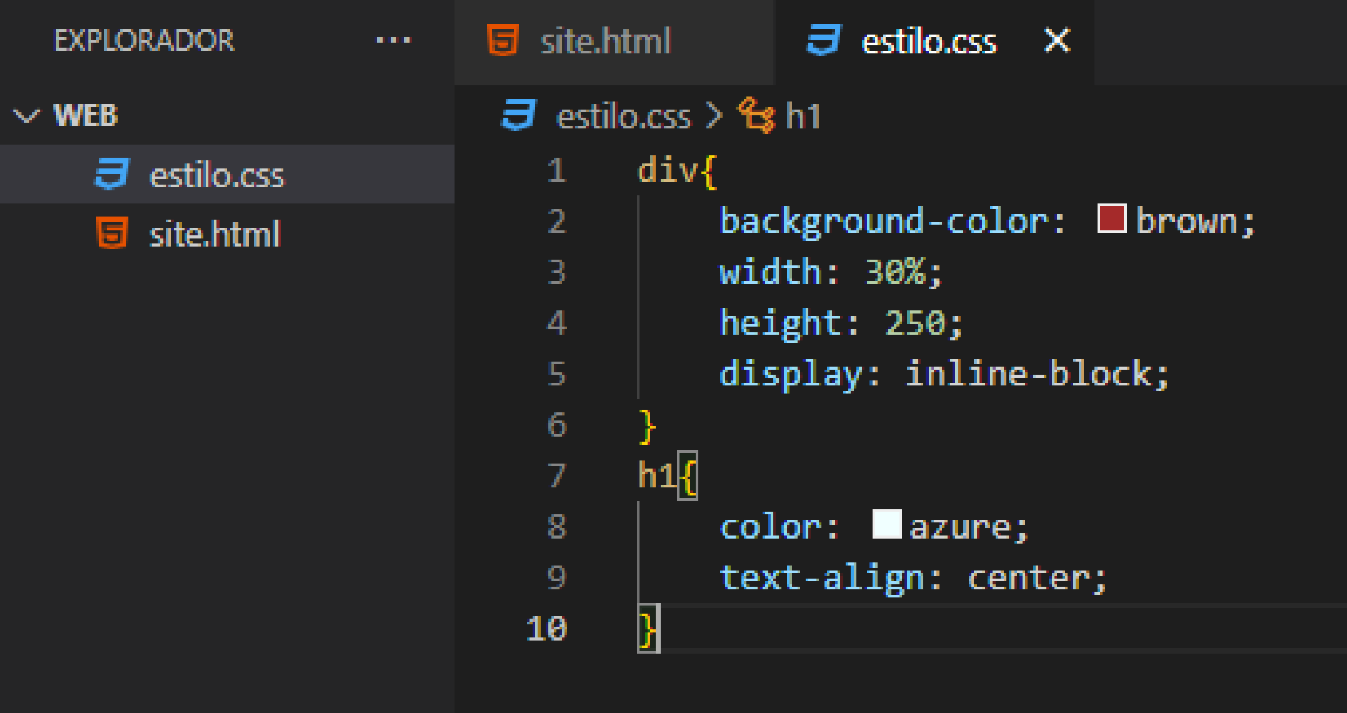 EXPLORADOR ...
WEB
estilo.css
site.html
site.html estilo.css
estilo.css > h1
1 div{
2 background-color: brown;
3 width: 30%;
4 height: 250;
5 display: inline-block;
6 }
7 h1{
8 color: azure;
9 text-align: center;
10 }